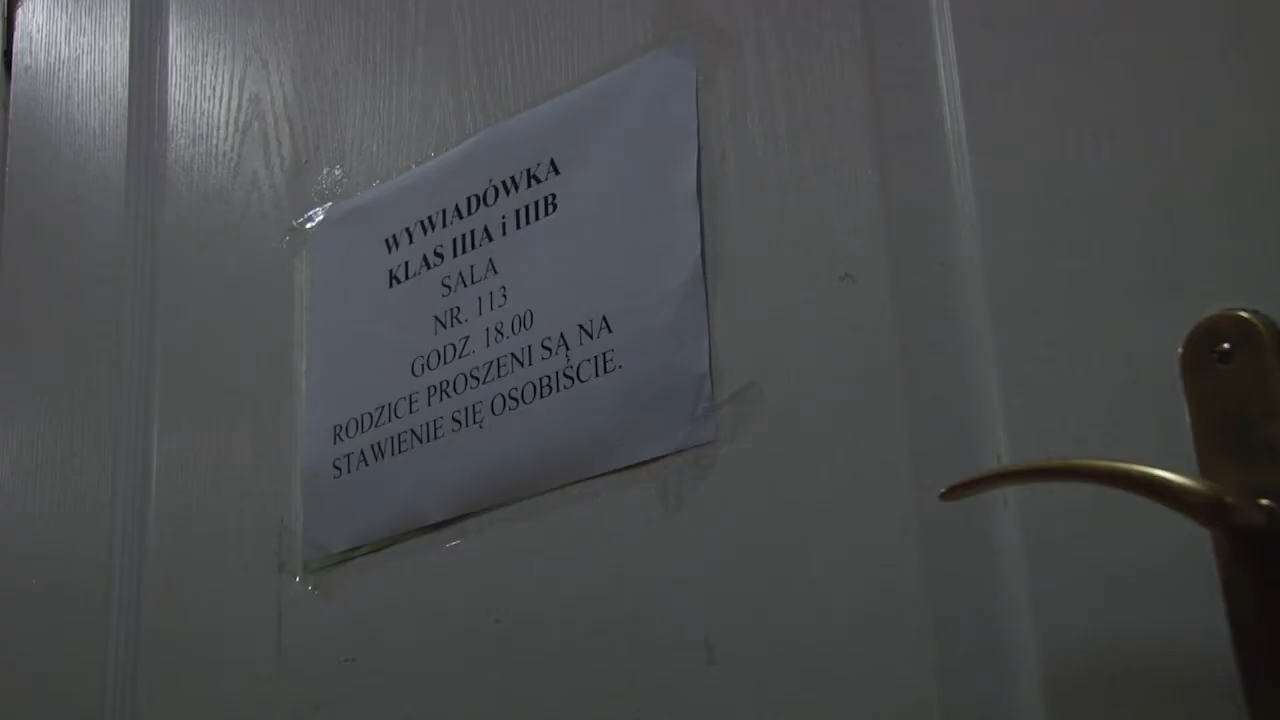 WYWIADÓWKA
KLAS IIIA i IIIB
SALA
NR. 113
GODZ. 18.00
RODZICE PROSZENI SĄ NA
STAWIENIE SIĘ OSOBIŚCIE.